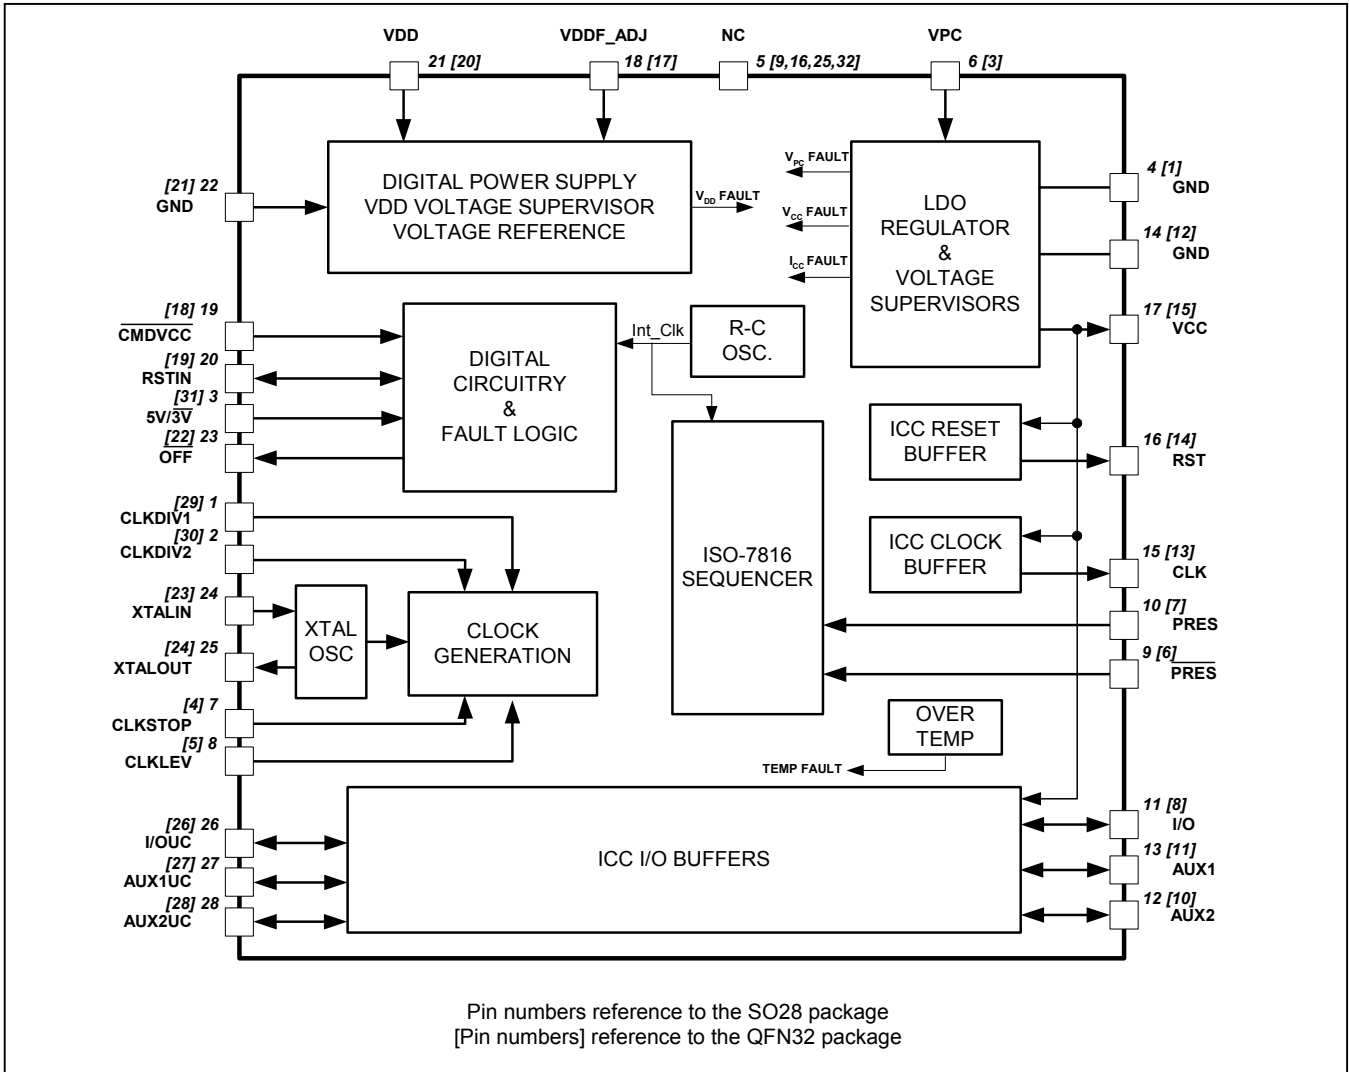 VDD
VDDF_ADJ
NC
VPC
21 [20]
18 [17]
5 [9,16,25,32]
6 [3]
[21] 22
GND
DIGITAL POWER SUPPLY
VDD VOLTAGE SUPERVISOR
VOLTAGE REFERENCE
VDD FAULT
VPC FAULT
VCC FAULT
ICC FAULT
LDO
REGULATOR
&
VOLTAGE
SUPERVISORS
4 [1]
GND
14 [12]
GND
17 [15]
VCC
[18] 19
CMDVCC
[19] 20
RSTIN
[31] 3
5V/3V
[22] 23
OFF
DIGITAL
CIRCUITRY
&
FAULT LOGIC
Int_Clk
R-C
OSC.
ICC RESET
BUFFER
16 [14]
RST
[29] 1
CLKDIV1
[30] 2
CLKDIV2
[23] 24
XTALIN
[24] 25
XTALOUT
[4] 7
CLKSTOP
[5] 8
CLKLEV
XTAL
OSC
CLOCK
GENERATION
ISO-7816
SEQUENCER
ICC CLOCK
BUFFER
15 [13]
CLK
10 [7]
PRES
9 [6]
PRES
OVER
TEMP
TEMP FAULT
[26] 26
I/OUC
[27] 27
AUX1UC
[28] 28
AUX2UC
ICC I/O BUFFERS
11 [8]
I/O
13 [11]
AUX1
12 [10]
AUX2
Pin numbers reference to the SO28 package
[Pin numbers] reference to the QFN32 package